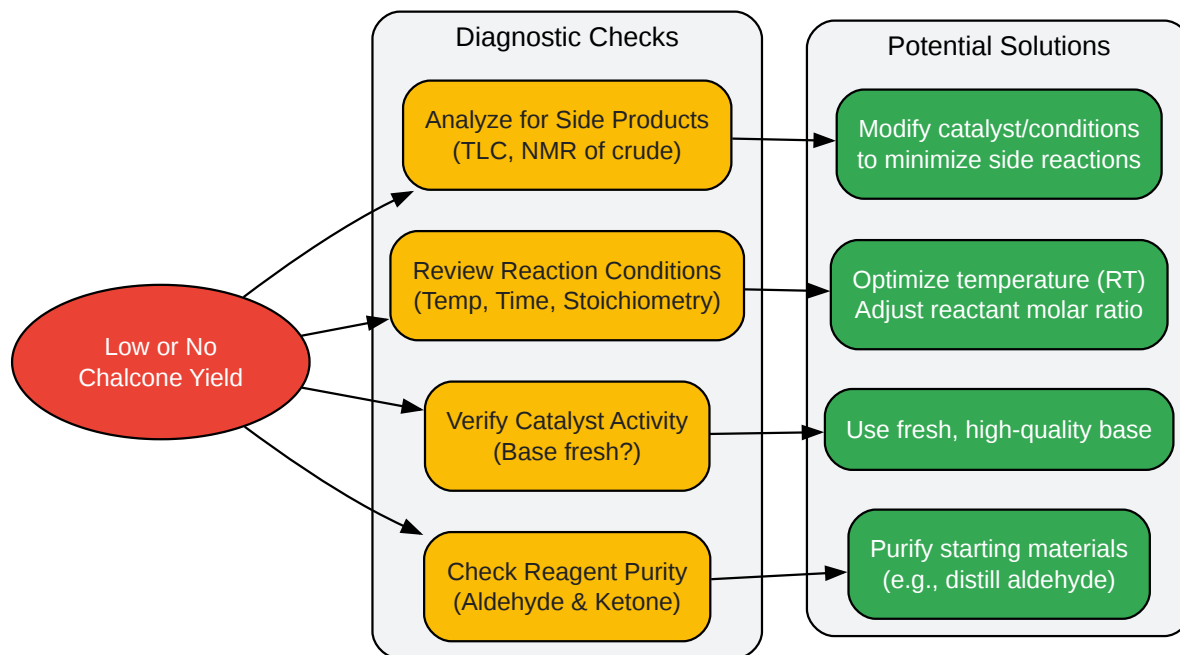 Diagnostic Checks
Potential Solutions
Analyze for Side Products
(TLC, NMR of crude)
Modify catalyst/conditions
to minimize side reactions
Review Reaction Conditions
(Temp, Time, Stoichiometry)
Optimize temperature (RT)
Adjust reactant molar ratio
Low or No
Chalcone Yield
Verify Catalyst Activity
(Base fresh?)
Use fresh, high-quality base
Check Reagent Purity
(Aldehyde & Ketone)
Purify starting materials
(e.g., distill aldehyde)